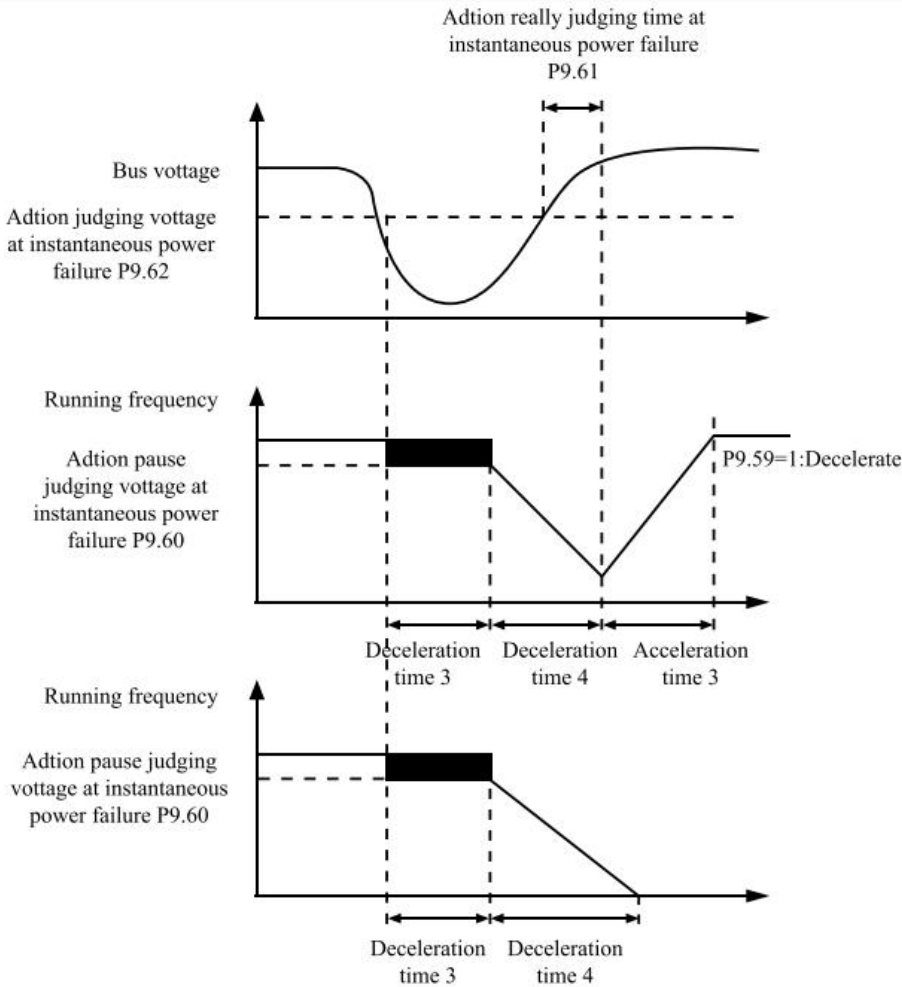 Adtion really judging time at
instantaneous power failure
P9.61
Bus vottage
Adtion judging vottage
at instantaneous power
failure P9.62
Running frequency
Adtion pause
judging vottage at
instantaneous power
failure P9.60
P9.59=1:Decelerate
Deceleration
time 3
Deceleration
time 4
Acceleration
time 3
Running frequency
Adtion pause judging
vottage at instantaneous
power failure P9.60
Deceleration
time 3
Deceleration
time 4